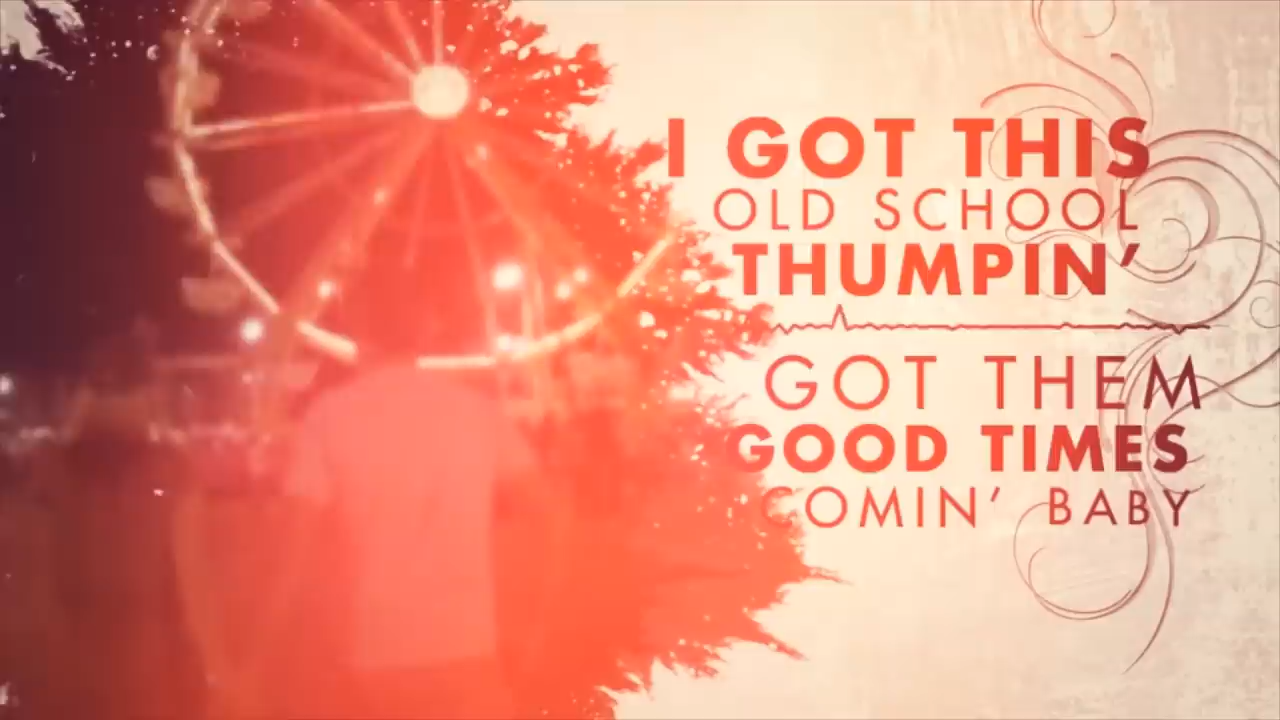 I GOT THIS
OLD SCHOOL
THUMPIN’
GOT THEM
GOOD TIMES
COMIN’ BABY